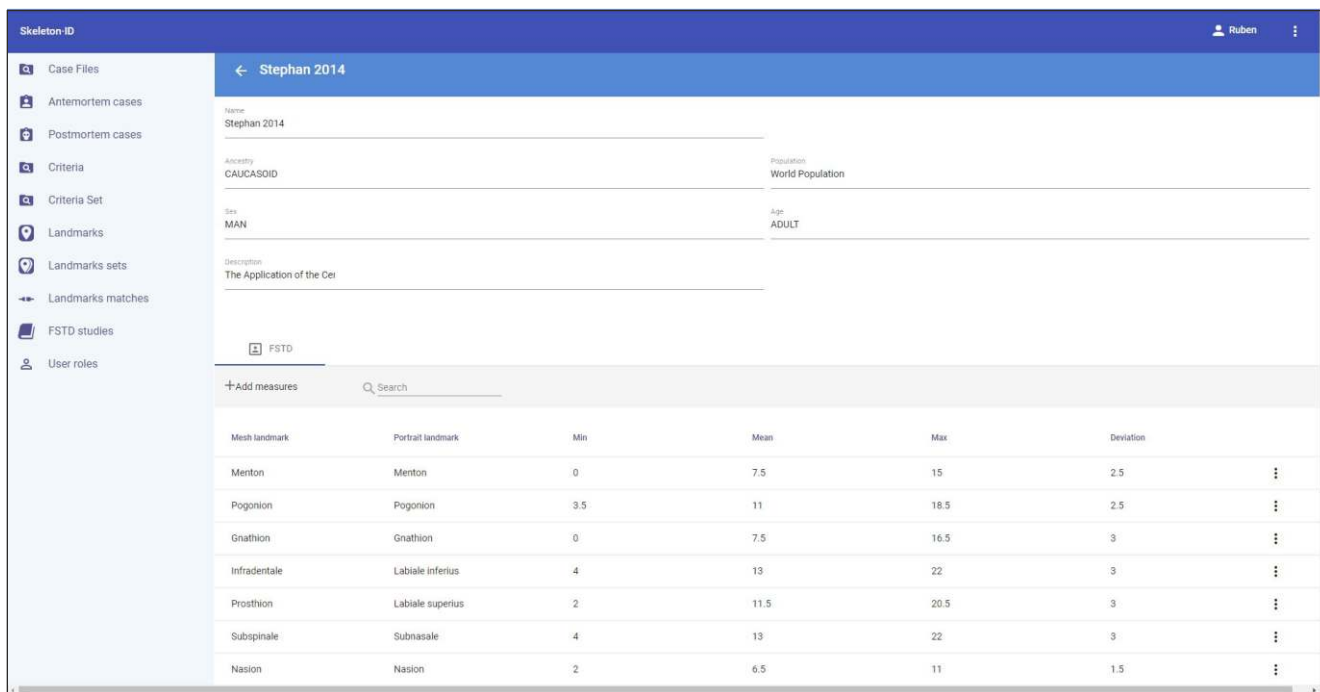 Skeleton·ID
Ruben
Case Files
Antemortem cases
Postmortem cases
Criteria
Criteria Set
Landmarks
Landmarks sets
Landmarks matches
FSTD studies
User roles
Stephan 2014
Name
Stephan 2014
Ancestry Population
CAUCASOID World Population
Sex Age
MAN ADULT
Description
The Application of the Cer
FSTD
+Add measures Search
Mesh landmark Portrait landmark Min Mean Max Deviation
Menton Menton 0 7.5 15 2.5
Pogonion Pogonion 3.5 11 18.5 2.5
Gnathion Gnathion 0 7.5 16.5 3
Infradentale Labiale inferius 4 13 22 3
Prosthion Labiale superius 2 11.5 20.5 3
Subspinale Subnasale 4 13 22 3
Nasion Nasion 2 6.5 11 1.5